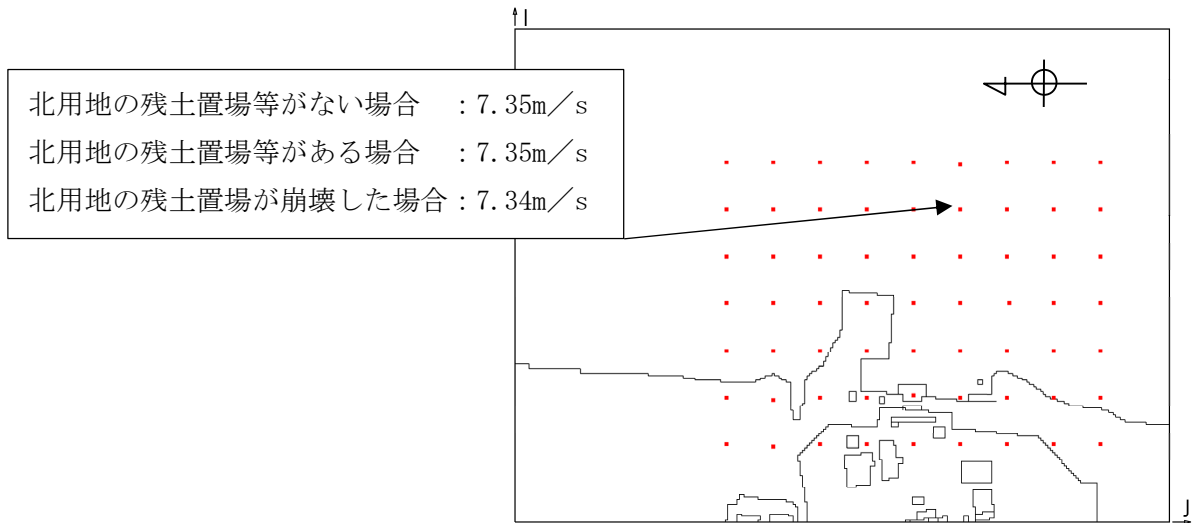 I
北用地の残土置場等がない場合 :7.35m/s
北用地の残土置場等がある場合 :7.35m/s
北用地の残土置場が崩壊した場合:7.34m/s
J